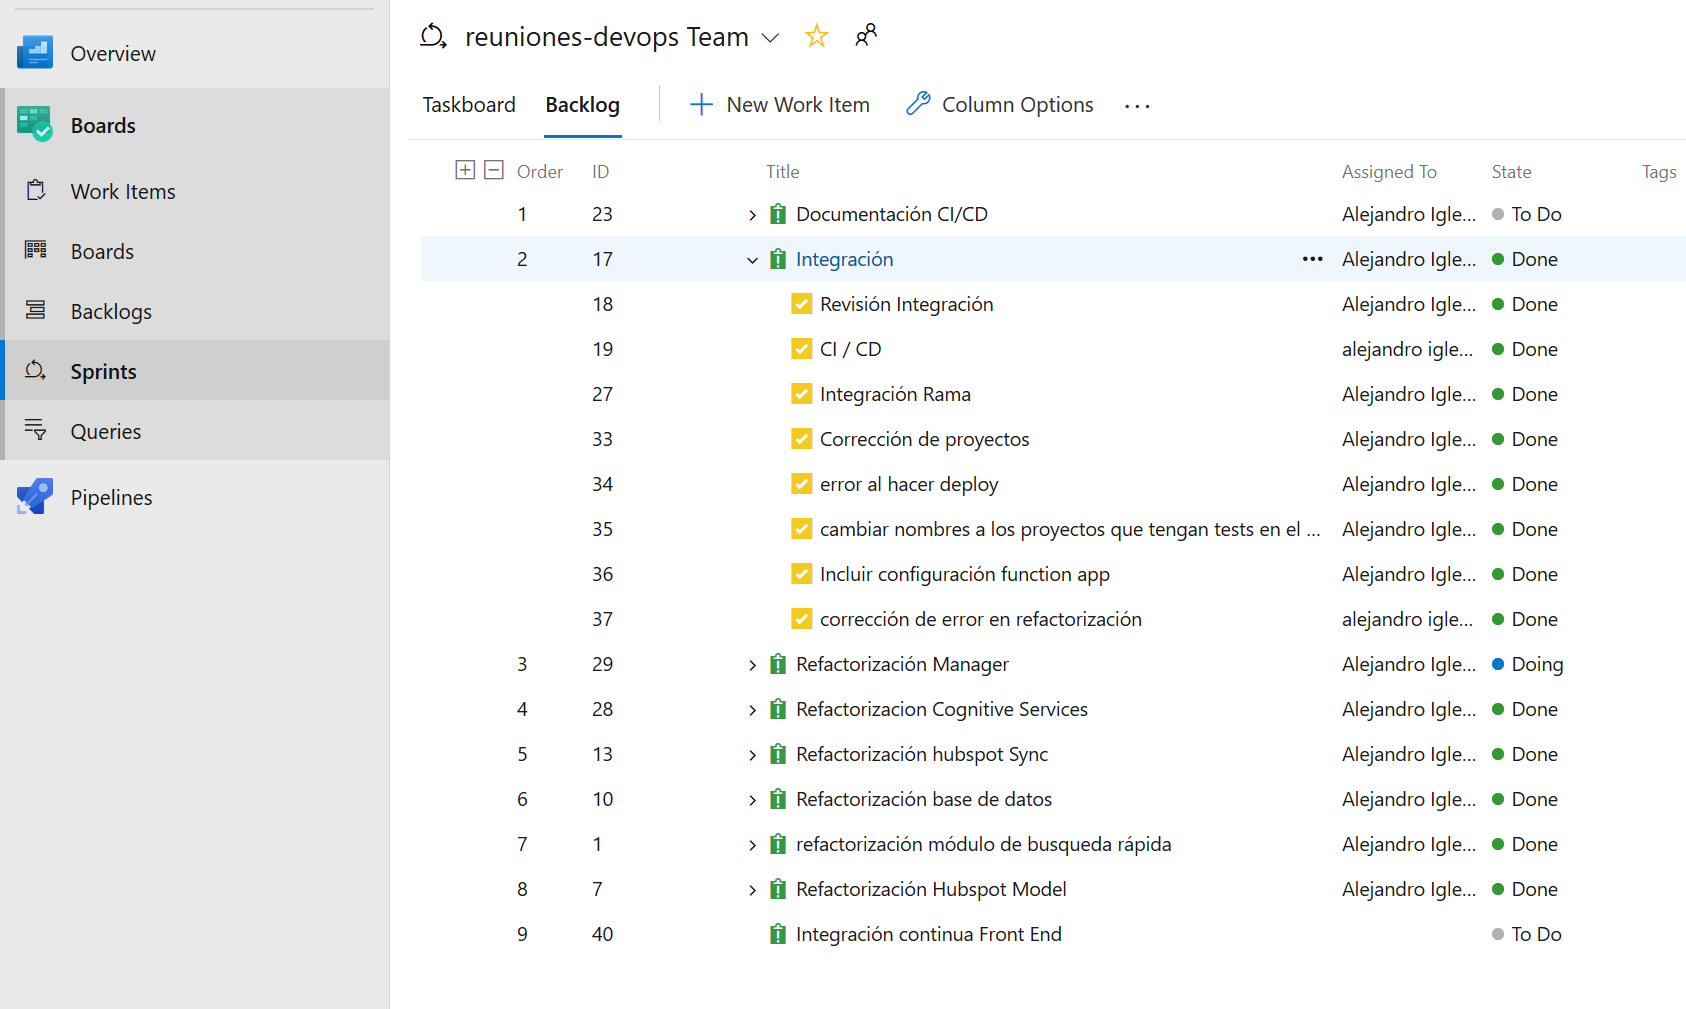 Overview
Boards
Work Items
Boards
Backlogs
Sprints
Queries
Pipelines
reuniones-devops Team
Taskboard Backlog New Work Item Column Options ...
Order ID Title Assigned To State Tags
1 23 Documentación CI/CD Alejandro Igle... To Do
2 17 Integración ... Alejandro Igle... Done
18 Revisión Integración Alejandro Igle... Done
19 CI / CD alejandro igle... Done
27 Integración Rama Alejandro Igle... Done
33 Corrección de proyectos Alejandro Igle... Done
34 error al hacer deploy Alejandro Igle... Done
35 cambiar nombres a los proyectos que tengan tests en el ... Alejandro Igle... Done
36 Incluir configuración function app Alejandro Igle... Done
37 corrección de error en refactorización alejandro igle... Done
3 29 Refactorización Manager Alejandro Igle... Doing
4 28 Refactorizacion Cognitive Services Alejandro Igle... Done
5 13 Refactorización hubspot Sync Alejandro Igle... Done
6 10 Refactorización base de datos Alejandro Igle... Done
7 1 refactorización módulo de busqueda rápida Alejandro Igle... Done
8 7 Refactorización Hubspot Model Alejandro Igle... Done
9 40 Integración continua Front End To Do